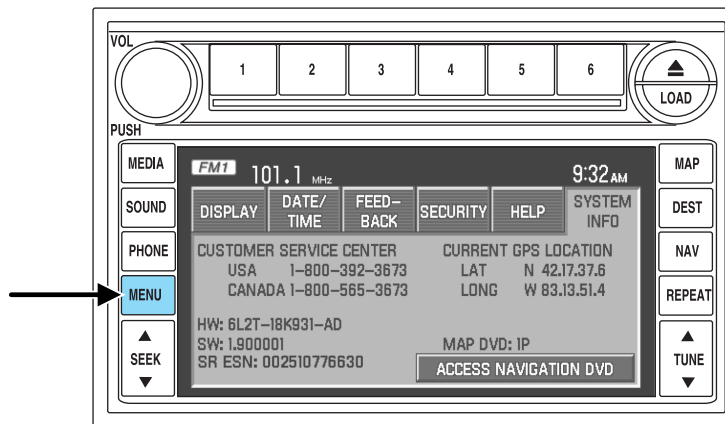 VOL
1 2 3 4 5 6
LOAD
PUSH
MEDIA
SOUND
PHONE
MENU
SEEK
FM1 101.1 MHz 9:32 AM
DISPLAY
DATE/
TIME
FEED-
BACK
SECURITY
HELP
SYSTEM
INFO
CUSTOMER SERVICE CENTER
USA 1-800-392-3673
CANADA 1-800-565-3673
CURRENT GPS LOCATION
LAT N 42.17.37.6
LONG W 83.13.51.4
HW: 6L2T-18K931-AD
SW: 1.900001
SR ESN: 002510776630
MAP DVD: 1P
ACCESS NAVIGATION DVD
MAP
DEST
NAV
REPEAT
TUNE